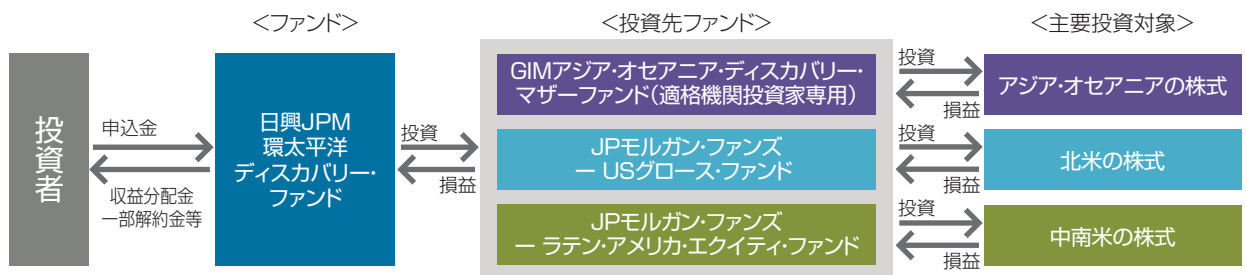 <ファンド>
<投資先ファンド>
<主要投資対象>
投資者
申込金
収益分配金
一部解約金等
日興JPM
環太平洋
ディスカバリー・
ファンド
投資
損益
GIMアジア・オセアニア・ディスカバリー・
マザーファンド(適格機関投資家専用)
投資
損益
アジア・オセアニアの株式
JPモルガン・ファンズ
― USグロース・ファンド
投資
損益
北米の株式
JPモルガン・ファンズ
― ラテン・アメリカ・エクイティ・ファンド
投資
損益
中南米の株式